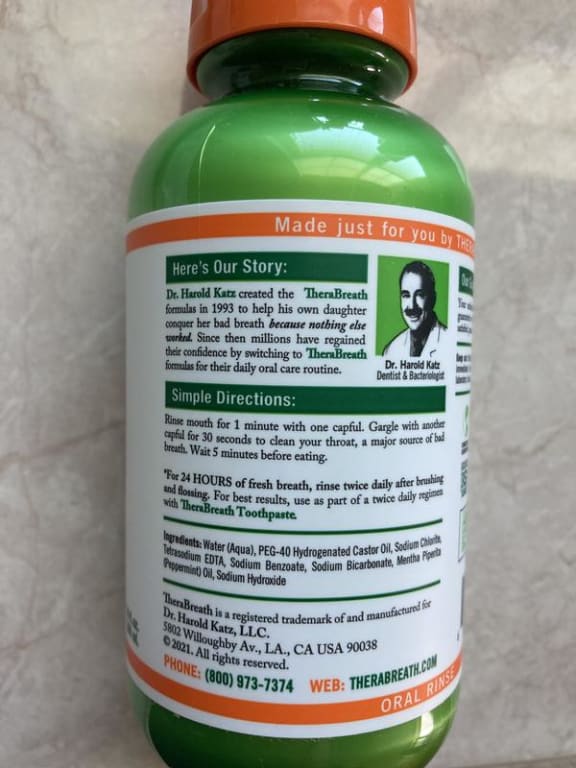 Made just for you by THERA
Here's Our Story:
Dr. Harold Katz created the TheraBreath
formulas in 1993 to help his own daughter
conquer her bad breath because nothing else
worked. Since then millions have regained
their confidence by switching to TheraBreath
formulas for their daily oral care routine.
Dr. Harold Katz
Dentist & Bacteriologist
Simple Directions:
Rinse mouth for 1 minute with one capful. Gargle with another
capful for 30 seconds to clean your throat, a major source of bad
breath. Wait 5 minutes before eating.
*For 24 HOURS of fresh breath, rinse twice daily after brushing
and flossing. For best results, use as part of a twice daily regimen
with TheraBreath Toothpaste.
Ingredients: Water (Aqua), PEG-40 Hydrogenated Castor Oil, Sodium Chlorite,
Tetrasodium EDTA, Sodium Benzoate, Sodium Bicarbonate, Mentha Piperita
(Peppermint) Oil, Sodium Hydroxide
TheraBreath is a registered trademark of and manufactured for
Dr. Harold Katz, LLC.
5802 Willoughby Av., LA., CA USA 90038
© 2021. All rights reserved.
PHONE: (800) 973-7374 WEB: THERABREATH.COM
ORAL RINSE